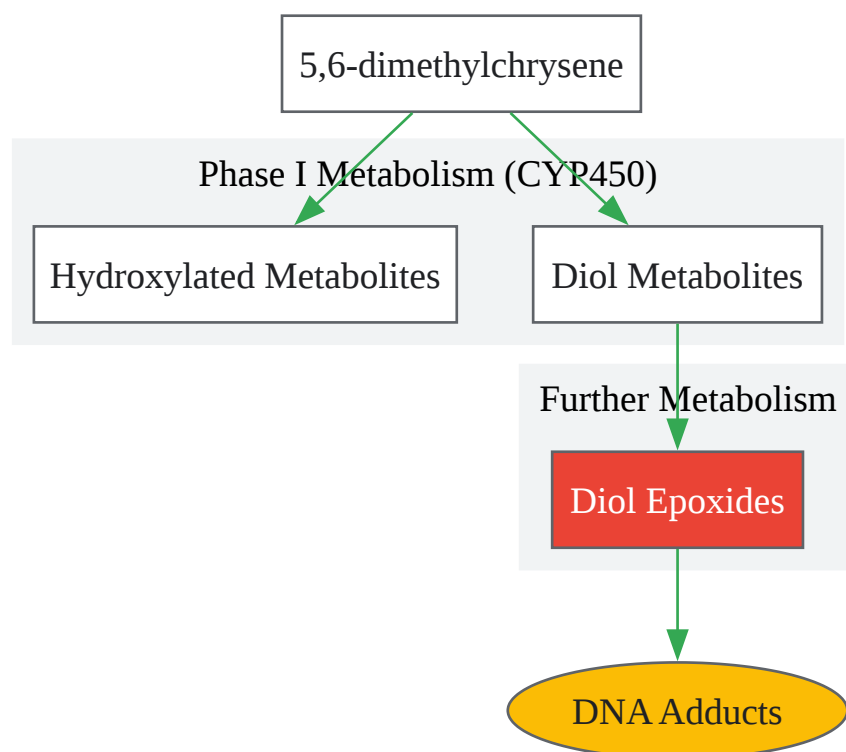 5,6-dimethylchrysene
Phase I Metabolism (CYP450)
Hydroxylated Metabolites
Diol Metabolites
Further Metabolism
Diol Epoxides
DNA Adducts